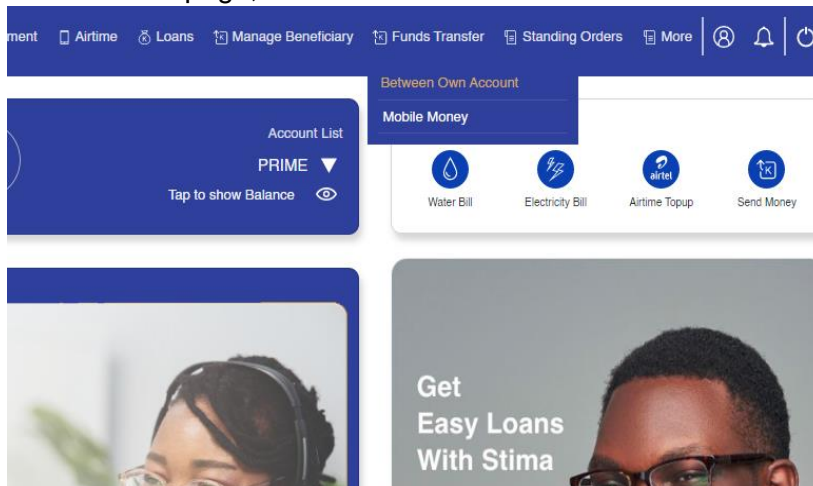 ment Airtime Loans Manage Beneficiary Funds Transfer Standing Orders More
Between Own Account
Mobile Money
Account List
PRIME
Tap to show Balance
airtel
Water Bill Electricity Bill Airtime Topup Send Money
Get
Easy Loans
With Stima